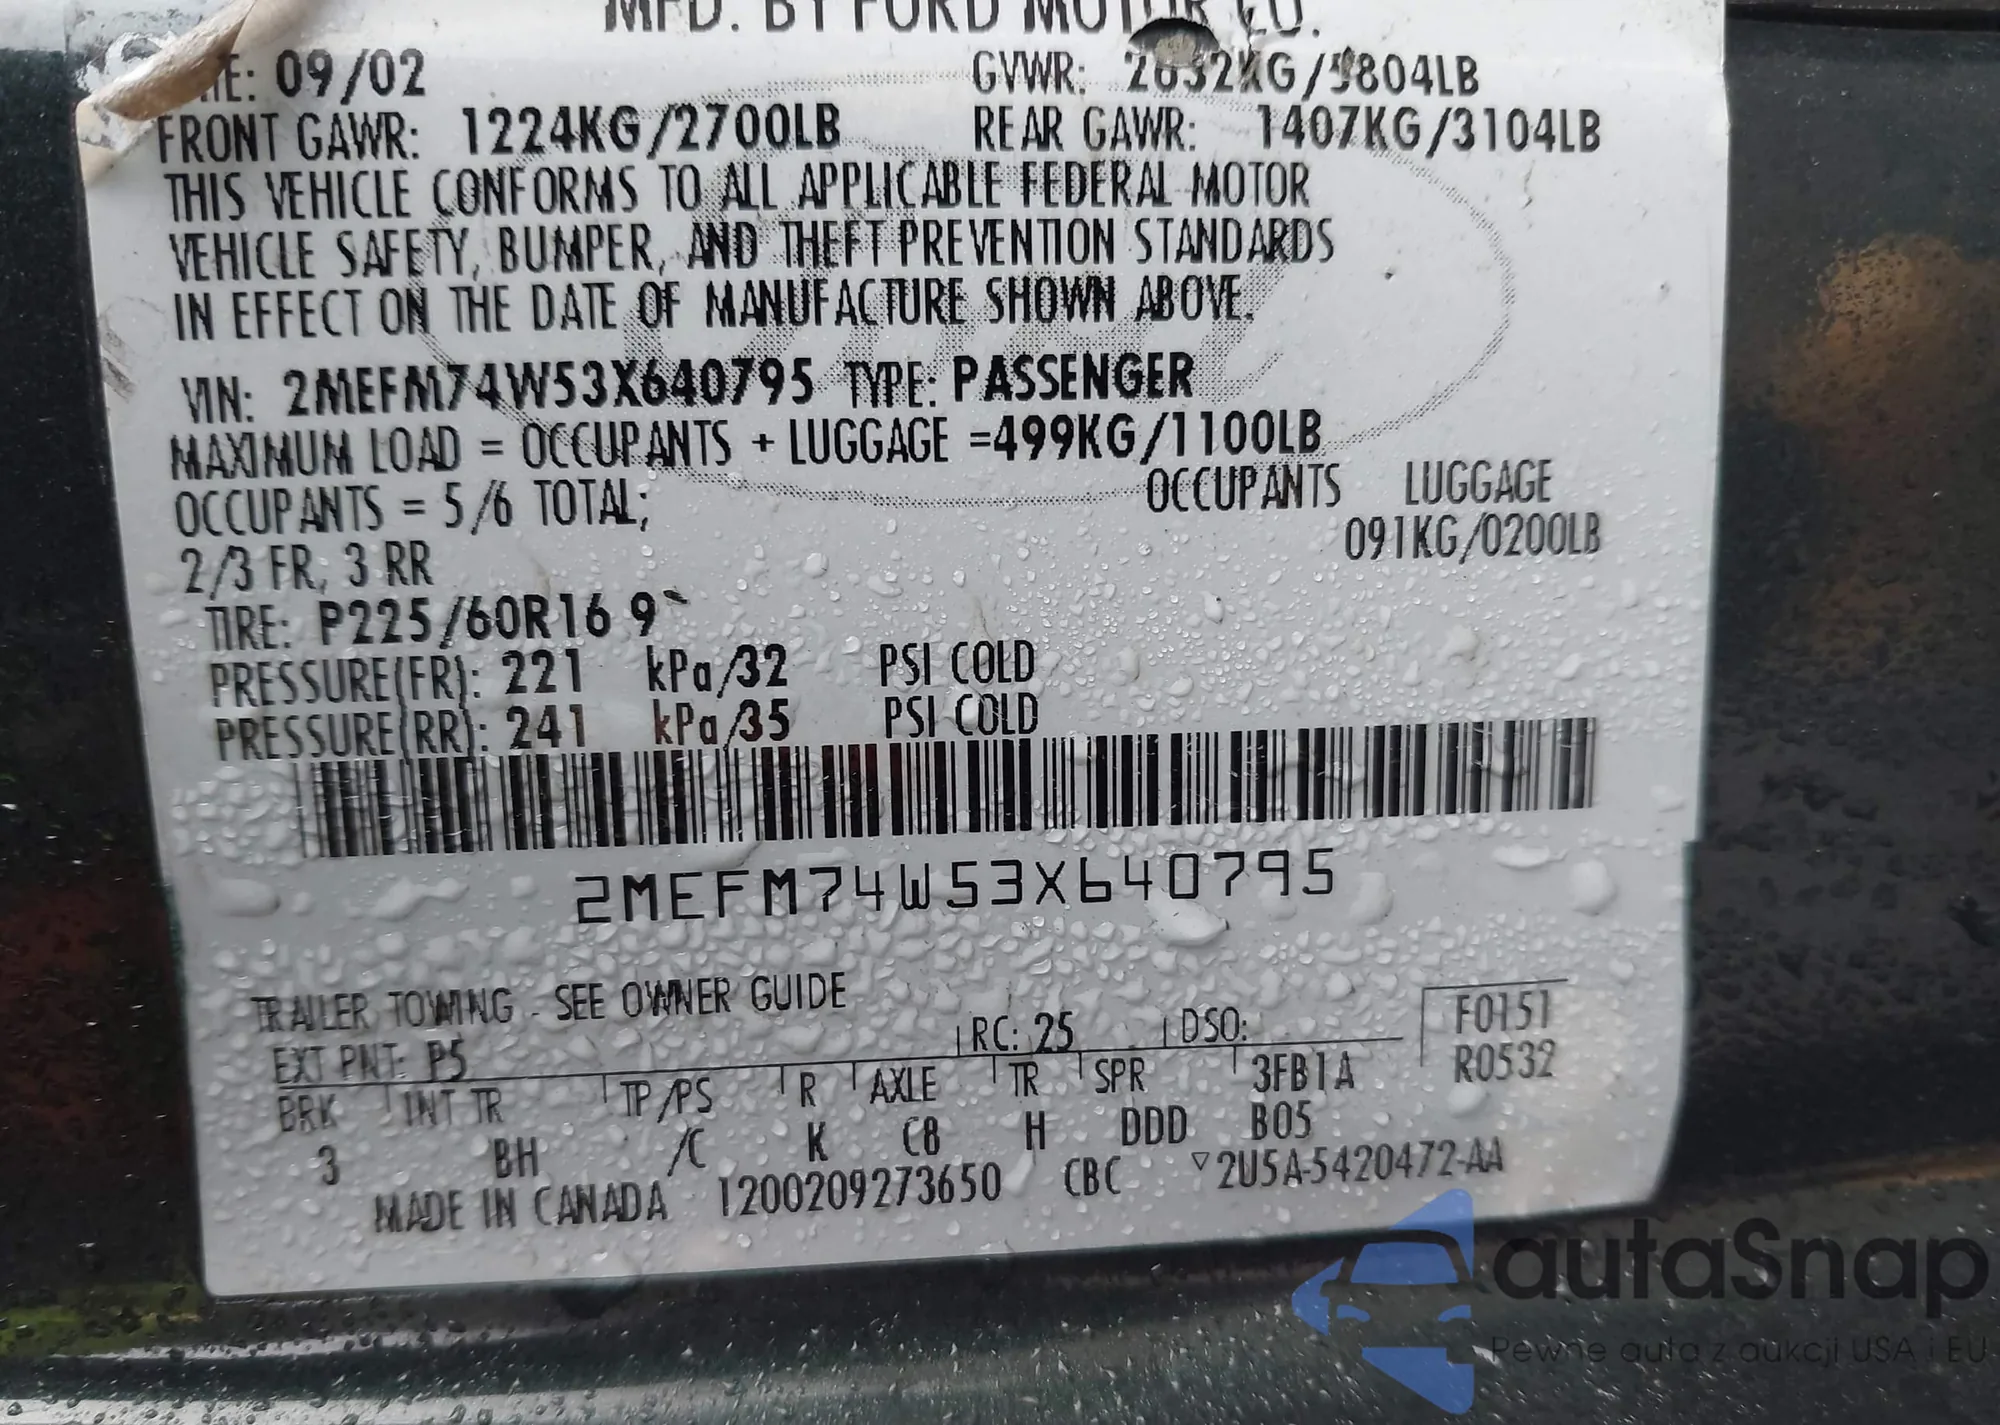 MFD. BY FORD MOTOR CO.
09/02 GVWR: 2632KG/5804LB
FRONT GAWR: 1224KG/2700LB REAR GAWR: 1407KG/3104LB
THIS VEHICLE CONFORMS TO ALL APPLICABLE FEDERAL MOTOR
VEHICLE SAFETY, BUMPER, AND THEFT PREVENTION STANDARDS
IN EFFECT ON THE DATE OF MANUFACTURE SHOWN ABOVE.
VIN: 2MEFM74W53X640795 TYPE: PASSENGER
MAXIMUM LOAD = OCCUPANTS + LUGGAGE =499KG/1100LB
OCCUPANTS = 5/6 TOTAL; OCCUPANTS LUGGAGE
2/3 FR, 3 RR 091KG/0200LB
TIRE: P225/60R16 9
PRESSURE(FR): 221 kPa/32 PSI COLD
PRESSURE(RR): 241 kPa/35 PSI COLD
2MEFM74W53X640795
TRAILER TOWING - SEE OWNER GUIDE
EXT PNT: P5 RC: 25 DSO: F0151
BRK INT TR TP/PS R AXLE TR SPR 3FB1A R0532
3 BH /C K C8 H DDD B05
MADE IN CANADA 1200209273650 CBC ▽2U5A-5420472-AA
autoSnap
Pewne auta z aukcji USA i EU